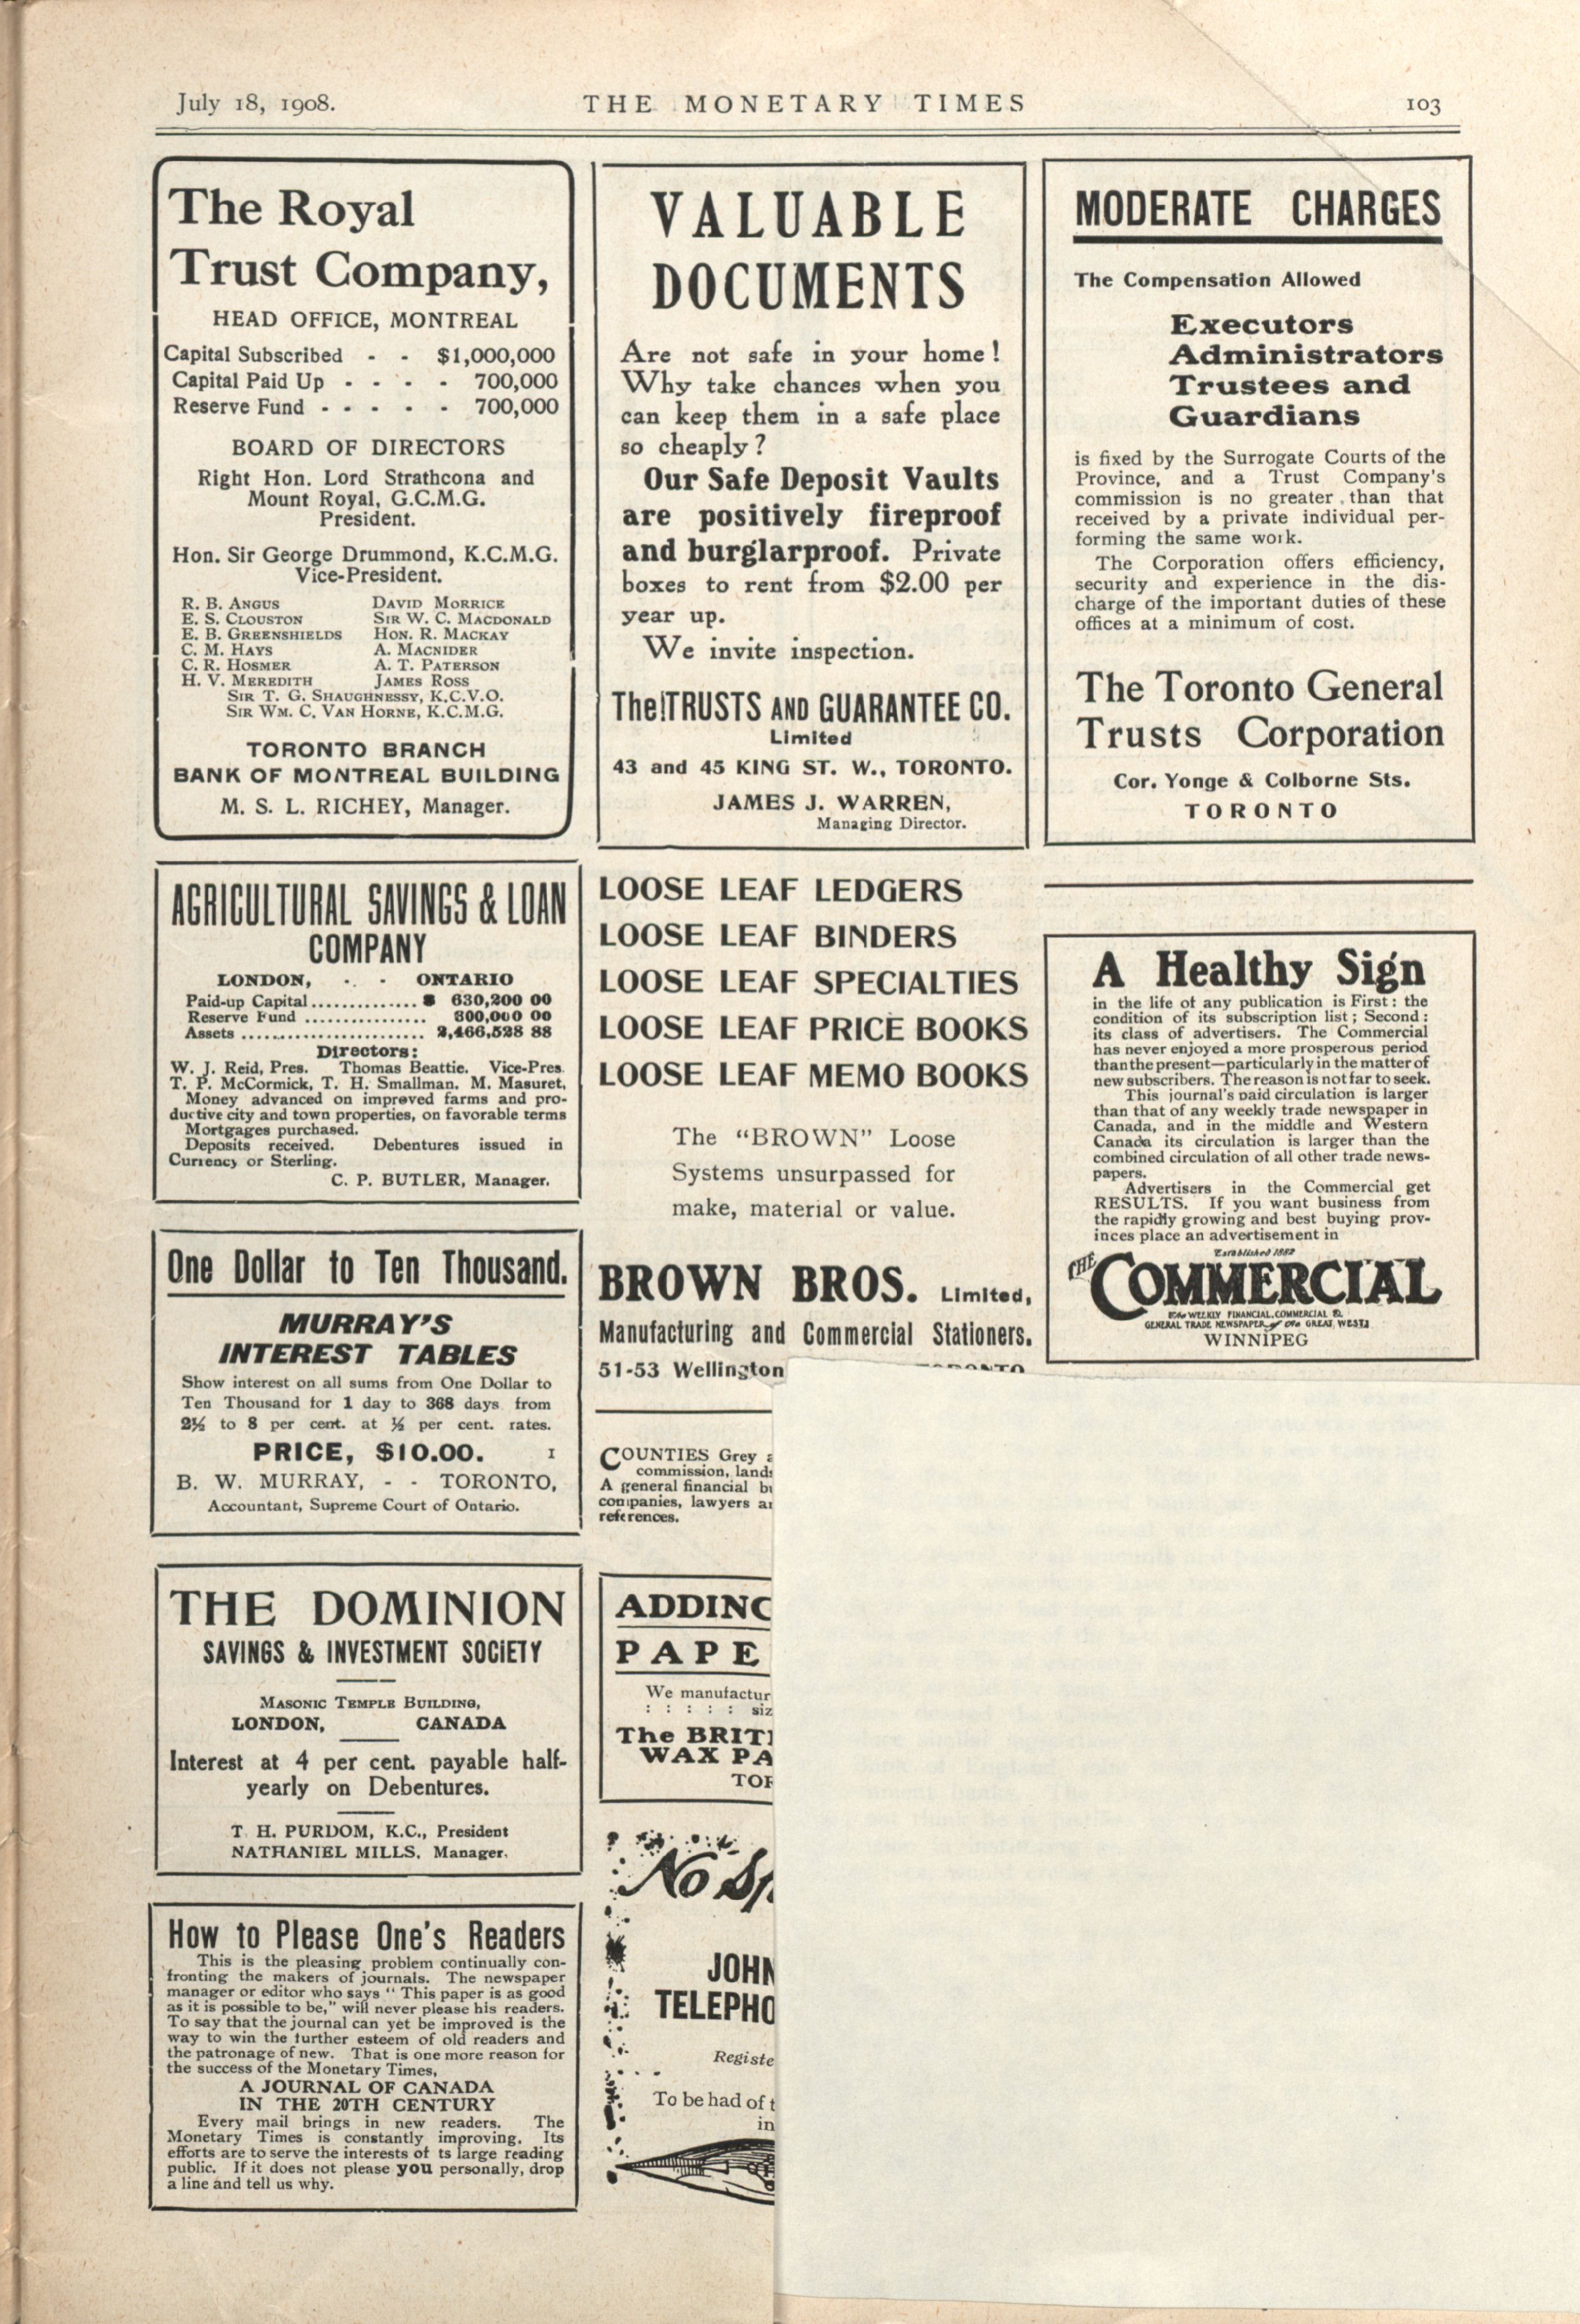 July 18, 1908.
THE MONETARY TIMES
103
The Royal
Trust Company,
HEAD OFFICE, MONTREAL
Capital Subscribed - - $1,000,000
Capital Paid Up - - - - 700,000
Reserve Fund - - - - - 700,000
BOARD OF DIRECTORS
Right Hon. Lord Strathcona and
Mount Royal, G.C.M.G.
President.
Hon. Sir George Drummond, K.C.M.G.
Vice-President.
R. B. ANGUS DAVID MORRICE
E. S. CLOUSTON SIR W. C. MACDONALD
E. B. GREENSHIELDS HON. R. MACKAY
C. M. HAYS A. MACNIDER
C. R. HOSMER A. T. PATERSON
H. V. MEREDITH JAMES ROSS
SIR T. G. SHAUGHNESSY, K.C.V.O.
SIR WM. C. VAN HORNE, K.C.M.G.
TORONTO BRANCH
BANK OF MONTREAL BUILDING
M. S. L. RICHEY, Manager.
AGRICULTURAL SAVINGS & LOAN
COMPANY
LONDON, - - ONTARIO
Paid-up Capital.............. $ 630,200 00
Reserve Fund ................ 300,000 00
Assets ........................ 2,466,528 88
Directors:
W. J. Reid, Pres. Thomas Beattie. Vice-Pres.
T. P. McCormick, T. H. Smallman. M. Masuret.
Money advanced on improved farms and pro-
ductive city and town properties, on favorable terms
Mortgages purchased.
Deposits received. Debentures issued in
Currency or Sterling.
C. P. BUTLER, Manager.
One Dollar to Ten Thousand.
MURRAY'S
INTEREST TABLES
Show interest on all sums from One Dollar to
Ten Thousand for 1 day to 368 days from
2½ to 8 per cent. at ½ per cent. rates.
PRICE, $10.00. I
B. W. MURRAY, - - TORONTO,
Accountant, Supreme Court of Ontario.
THE DOMINION
SAVINGS & INVESTMENT SOCIETY
MASONIC TEMPLE BUILDING,
LONDON, CANADA
Interest at 4 per cent. payable half-
yearly on Debentures.
T. H. PURDOM, K.C., President
NATHANIEL MILLS, Manager.
How to Please One's Readers
This is the pleasing problem continually con-
fronting the makers of journals. The newspaper
manager or editor who says " This paper is as good
as it is possible to be," will never please his readers.
To say that the journal can yet be improved is the
way to win the further esteem of old readers and
the patronage of new. That is one more reason for
the success of the Monetary Times,
A JOURNAL OF CANADA
IN THE 20TH CENTURY
Every mail brings in new readers. The
Monetary Times is constantly improving. Its
efforts are to serve the interests of ts large reading
public. If it does not please you personally, drop
a line and tell us why.
VALUABLE
DOCUMENTS
Are not safe in your home!
Why take chances when you
can keep them in a safe place
so cheaply?
Our Safe Deposit Vaults
are positively fireproof
and burglarproof. Private
boxes to rent from $2.00 per
year up.
We invite inspection.
The TRUSTS AND GUARANTEE CO.
Limited
43 and 45 KING ST. W., TORONTO.
JAMES J. WARREN,
Managing Director.
LOOSE LEAF LEDGERS
LOOSE LEAF BINDERS
LOOSE LEAF SPECIALTIES
LOOSE LEAF PRICE BOOKS
LOOSE LEAF MEMO BOOKS
The "BROWN" Loose
Systems unsurpassed for
make, material or value.
BROWN BROS. Limited,
Manufacturing and Commercial Stationers.
51-53 Wellington
COUNTIES Grey
commission, lands
A general financial
companies, lawyers
references.
ADDING
PAPE
We manufactur
: : : : : siz
The BRIT
WAX PA
TOR
No
JOHN
TELEPHO
Registe
To be had of
in
MODERATE CHARGES
The Compensation Allowed
Executors
Administrators
Trustees and
Guardians
is fixed by the Surrogate Courts of the
Province, and a Trust Company's
commission is no greater than that
received by a private individual per-
forming the same work.
The Corporation offers efficiency,
security and experience in the dis-
charge of the important duties of these
offices at a minimum of cost.
The Toronto General
Trusts Corporation
Cor. Yonge & Colborne Sts.
TORONTO
A Healthy Sign
in the life of any publication is First: the
condition of its subscription list; Second:
its class of advertisers. The Commercial
has never enjoyed a more prosperous period
than the present—particularly in the matter of
new subscribers. The reason is not far to seek.
This journal's paid circulation is larger
than that of any weekly trade newspaper in
Canada, and in the middle and Western
Canada its circulation is larger than the
combined circulation of all other trade news-
papers.
Advertisers in the Commercial get
RESULTS. If you want business from
the rapidly growing and best buying prov-
inces place an advertisement in
Established 1882
THE COMMERCIAL
THE WEEKLY FINANCIAL, COMMERCIAL &
GENERAL TRADE NEWSPAPER of the GREAT WEST
WINNIPEG